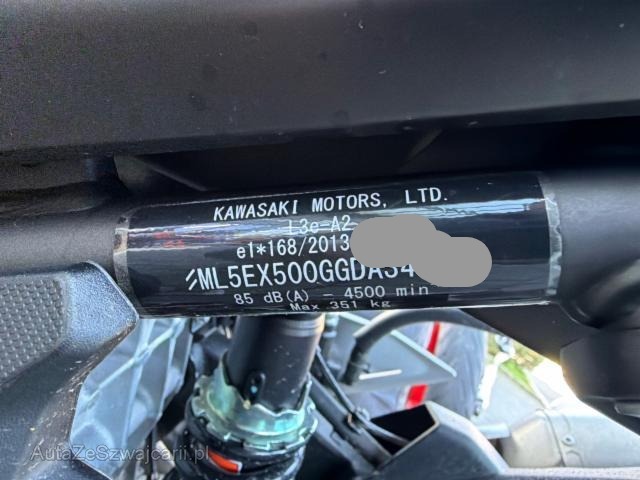 KAWASAKI MOTORS, LTD.
L3e-A2
e1*168/2013
ML5EX500GGDA34
85 dB(A) – 4500 min
Max 351 kg
AutaZeSzwajcarii.pl